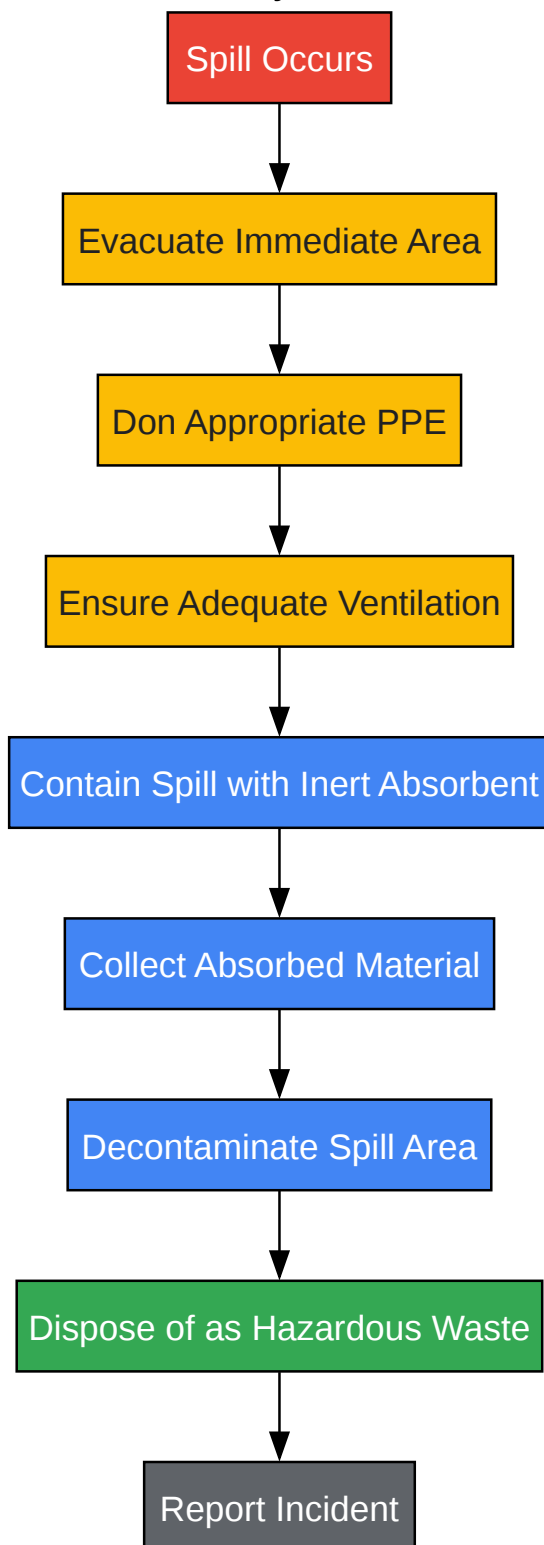 Spill Occurs
Evacuate Immediate Area
Don Appropriate PPE
Ensure Adequate Ventilation
Contain Spill with Inert Absorbent
Collect Absorbed Material
Decontaminate Spill Area
Dispose of as Hazardous Waste
Report Incident